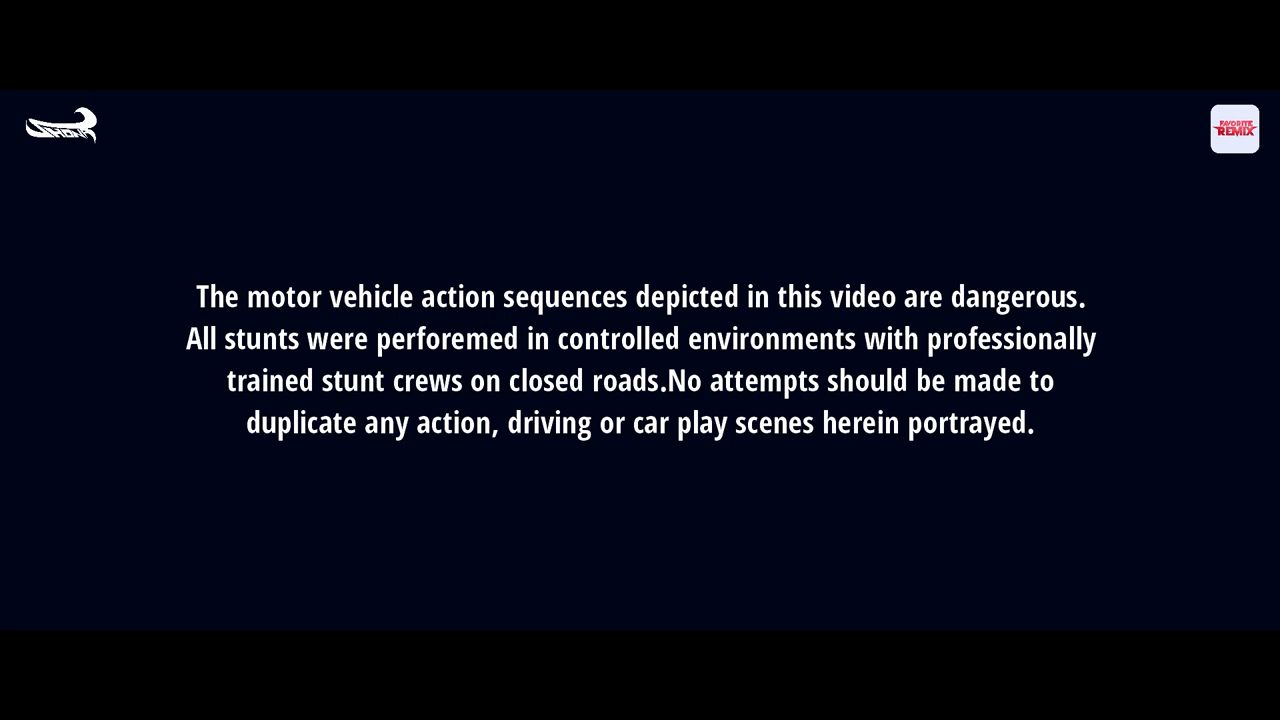 FAVORITE
REMIX
The motor vehicle action sequences depicted in this video are dangerous.
All stunts were perforemed in controlled environments with professionally
trained stunt crews on closed roads.No attempts should be made to
duplicate any action, driving or car play scenes herein portrayed.